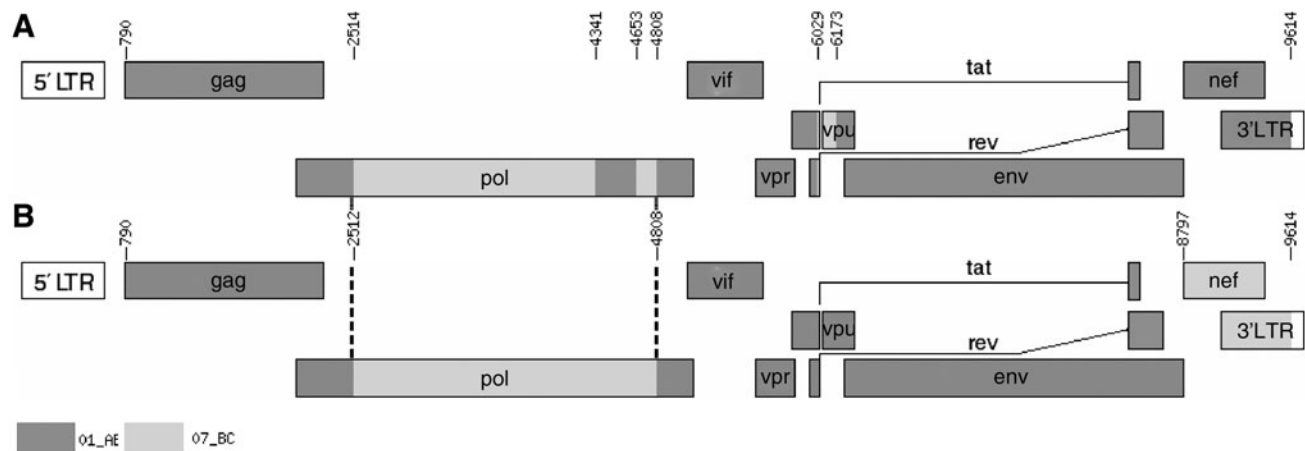 A
790 2514 4341 4653 4808 6029 6173 9614
5′ LTR gag vif tat nef
vpu rev 3'LTR
pol vpr env
B
790 2512 4808 8797 9614
5′ LTR gag vif tat nef
vpu rev 3'LTR
pol vpr env
01_AE 07_BC